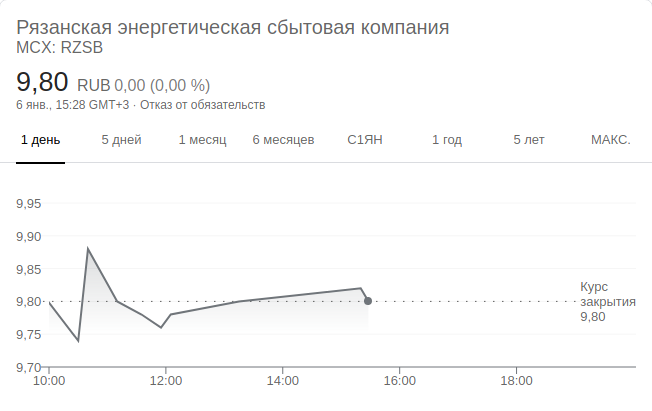 Рязанская энергетическая сбытовая компания
MCX: RZSB
9,80 RUB 0,00 (0,00 %)
6 янв., 15:28 GMT+3 · Отказ от обязательств
1 день 5 дней 1 месяц 6 месяцев С1ЯН 1 год 5 лет МАКС.
9,95
9,90
9,85
9,80
9,75
9,70
Курс
закрытия
9,80
10:00 12:00 14:00 16:00 18:00